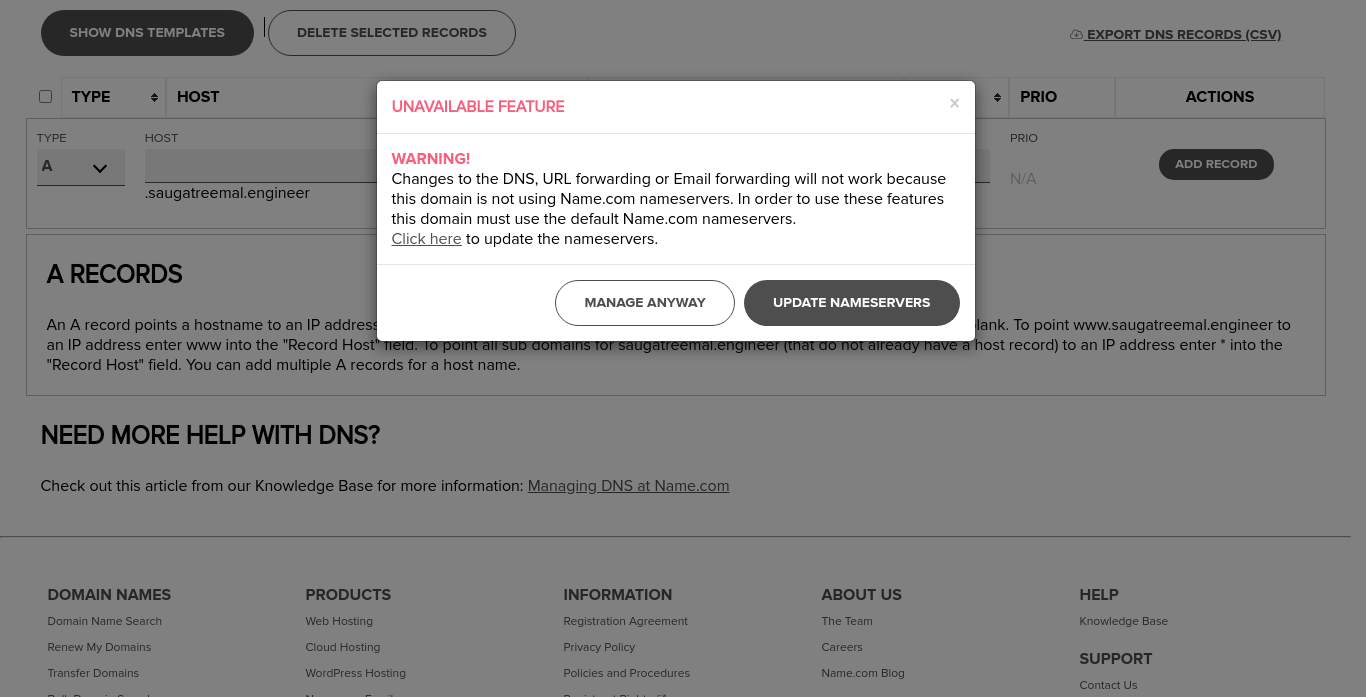 SHOW DNS TEMPLATES
DELETE SELECTED RECORDS
EXPORT DNS RECORDS (CSV)
TYPE HOST PRIO ACTIONS
TYPE HOST PRIO
A N/A ADD RECORD
.saugatreemal.engineer
UNAVAILABLE FEATURE ×
WARNING!
Changes to the DNS, URL forwarding or Email forwarding will not work because
this domain is not using Name.com nameservers. In order to use these features
this domain must use the default Name.com nameservers.
Click here to update the nameservers.
MANAGE ANYWAY UPDATE NAMESERVERS
A RECORDS
An A record points a hostname to an IP address blank. To point www.saugatreemal.engineer to
an IP address enter www into the "Record Host" field. To point all sub domains for saugatreemal.engineer (that do not already have a host record) to an IP address enter * into the
"Record Host" field. You can add multiple A records for a host name.
NEED MORE HELP WITH DNS?
Check out this article from our Knowledge Base for more information: Managing DNS at Name.com
DOMAIN NAMES
Domain Name Search
Renew My Domains
Transfer Domains
PRODUCTS
Web Hosting
Cloud Hosting
WordPress Hosting
INFORMATION
Registration Agreement
Privacy Policy
Policies and Procedures
ABOUT US
The Team
Careers
Name.com Blog
HELP
Knowledge Base
SUPPORT
Contact Us